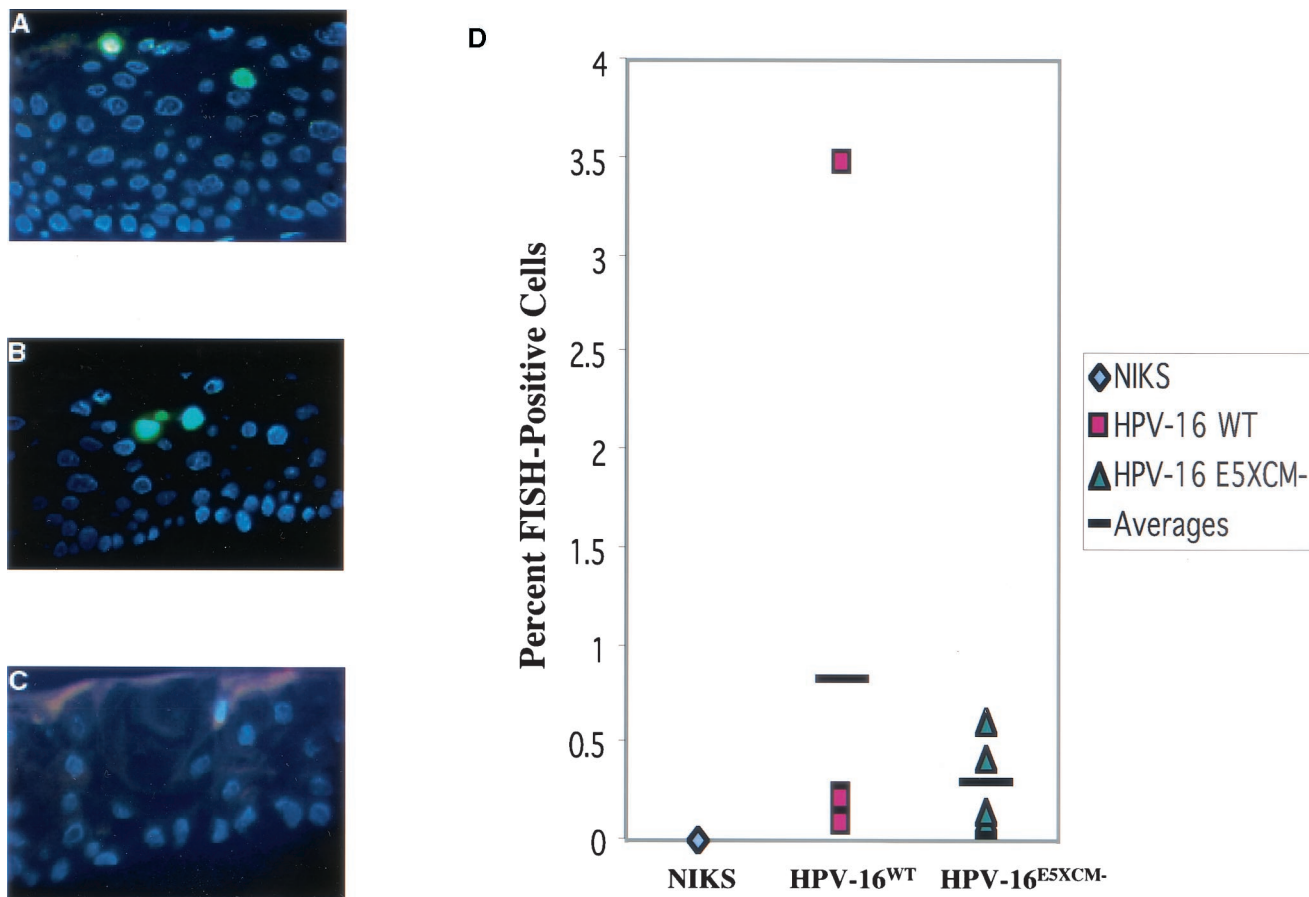 A
B
C
D
Percent FISH-Positive Cells
4
3.5
3
2.5
2
1.5
1
0.5
0
NIKS
HPV-16WT
HPV-16E5XCM-
NIKS
HPV-16 WT
HPV-16 E5XCM-
Averages